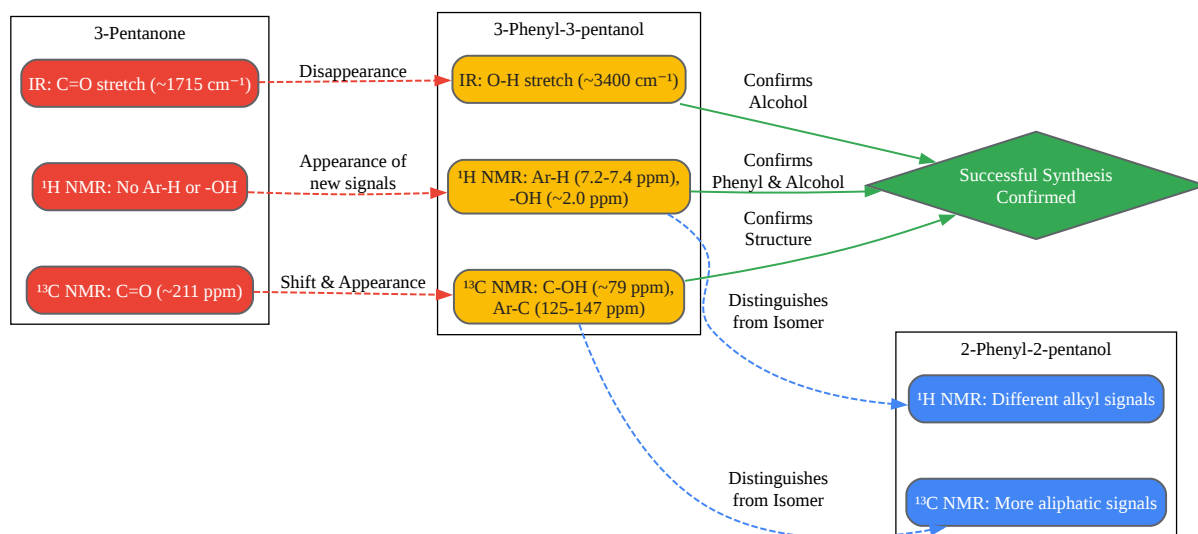 3-Pentanone
IR: C=O stretch (~1715 cm⁻¹)
¹H NMR: No Ar-H or -OH
¹³C NMR: C=O (~211 ppm)
Disappearance
Appearance of
new signals
Shift & Appearance
3-Phenyl-3-pentanol
IR: O-H stretch (~3400 cm⁻¹)
¹H NMR: Ar-H (7.2-7.4 ppm),
-OH (~2.0 ppm)
¹³C NMR: C-OH (~79 ppm),
Ar-C (125-147 ppm)
Confirms
Alcohol
Confirms
Phenyl & Alcohol
Confirms
Structure
Successful Synthesis
Confirmed
Distinguishes
from Isomer
Distinguishes
from Isomer
2-Phenyl-2-pentanol
¹H NMR: Different alkyl signals
¹³C NMR: More aliphatic signals